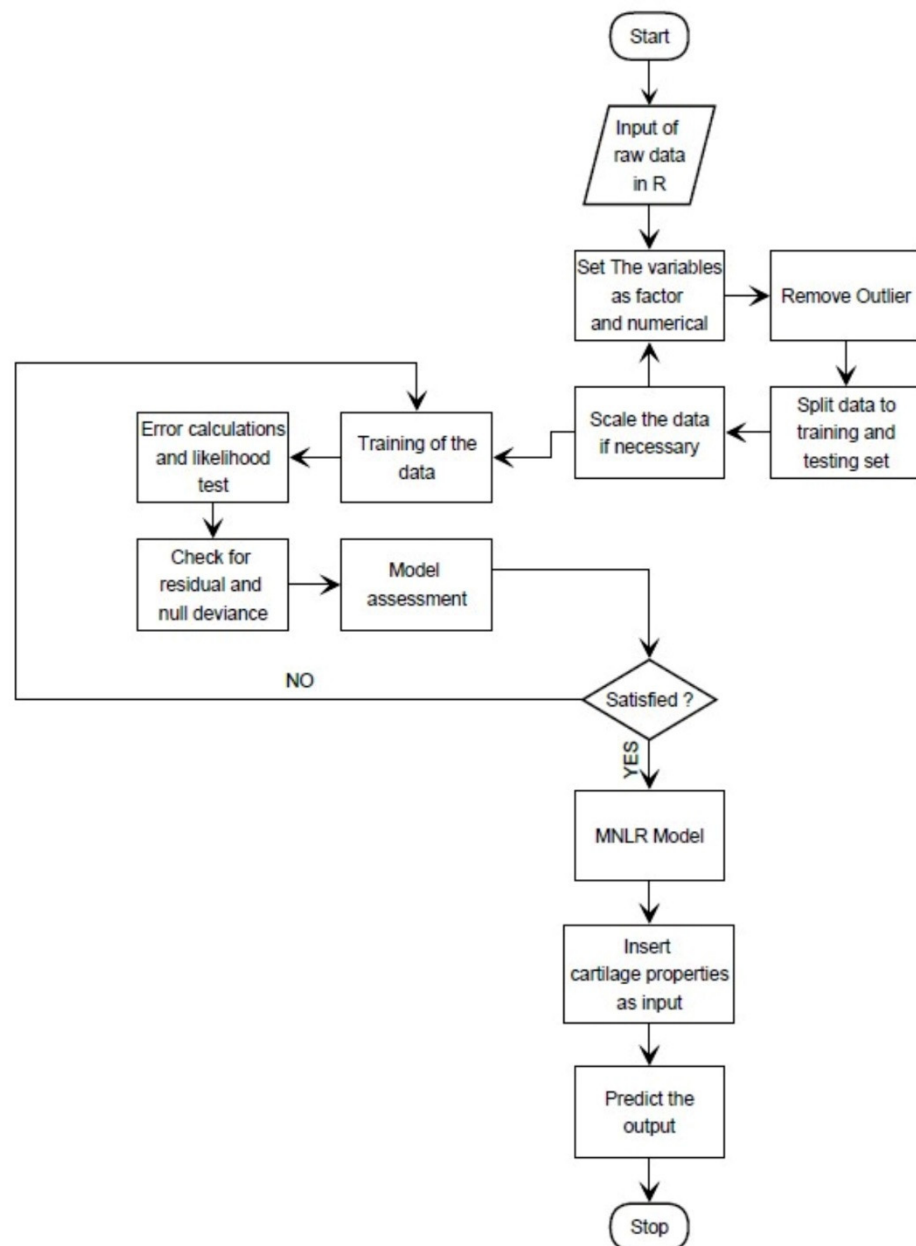 Start
Input of
raw data
in R
Set The variables
as factor
and numerical
Remove Outlier
Split data to
training and
testing set
Scale the data
if necessary
Training of the
data
Error calculations
and likelihood
test
Check for
residual and
null deviance
Model
assessment
Satisfied ?
NO
YES
MNLR Model
Insert
cartilage properties
as input
Predict the
output
Stop